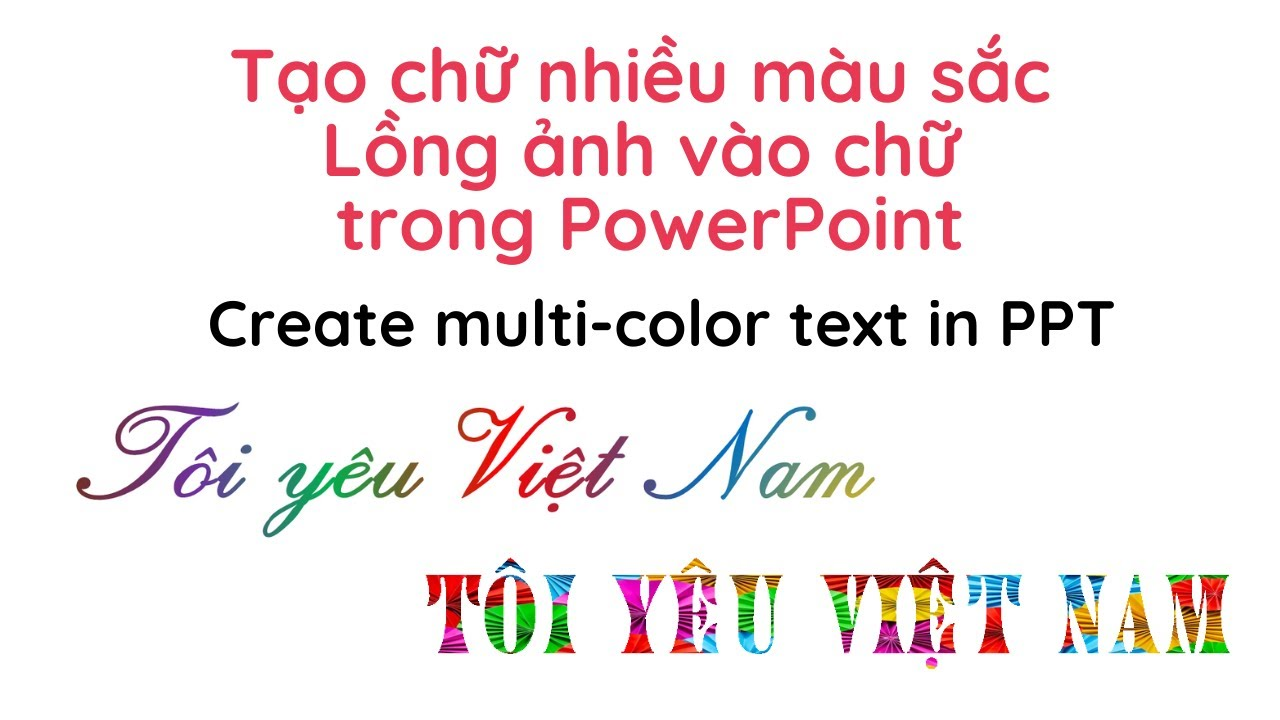 Tạo chữ nhiều màu sắc
Lồng ảnh vào chữ
trong PowerPoint
Create multi-color text in PPT
Tôi yêu Việt Nam
TÔI YÊU VIỆT NAM